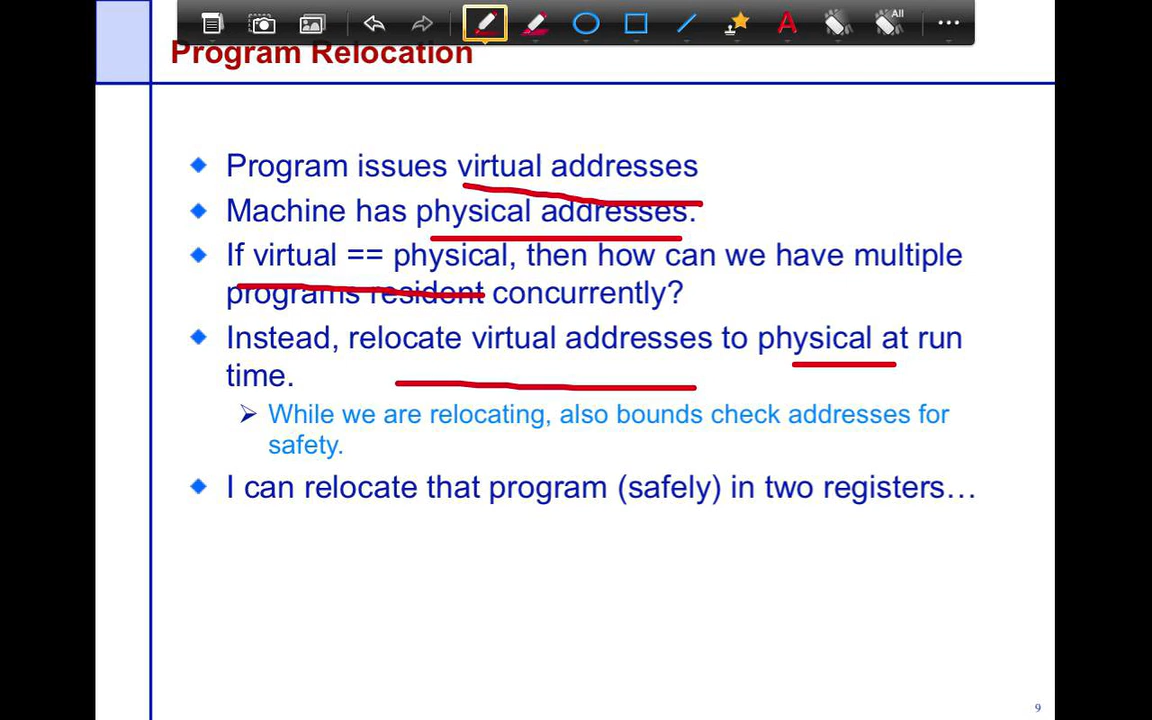 A
All
Program Relocation
Program issues virtual addresses
Machine has physical addresses.
If virtual == physical, then how can we have multiple
programs resident concurrently?
Instead, relocate virtual addresses to physical at run
time.
While we are relocating, also bounds check addresses for
safety.
I can relocate that program (safely) in two registers…
9